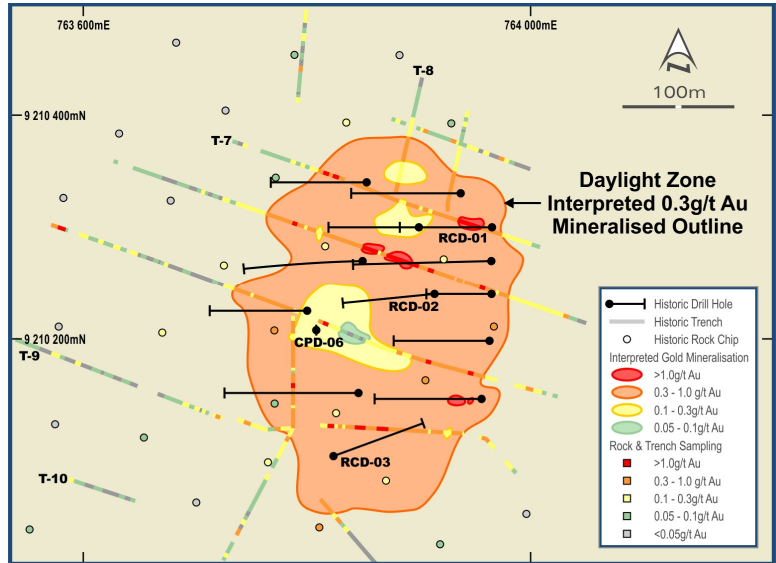 763 600mE
764 000mE
T-8
100m
9 210 400mN
T-7
Daylight Zone
Interpreted 0.3g/t Au
Mineralised Outline
RCD-01
RCD-02
9 210 200mN
CPD-06
T-9
RCD-03
T-10
Historic Drill Hole
Historic Trench
Historic Rock Chip
Interpreted Gold Mineralisation
>1.0g/t Au
0.3 - 1.0 g/t Au
0.1 - 0.3g/t Au
0.05 - 0.1g/t Au
Rock & Trench Sampling
>1.0g/t Au
0.3 - 1.0 g/t Au
0.1 - 0.3g/t Au
0.05 - 0.1g/t Au
<0.05g/t Au